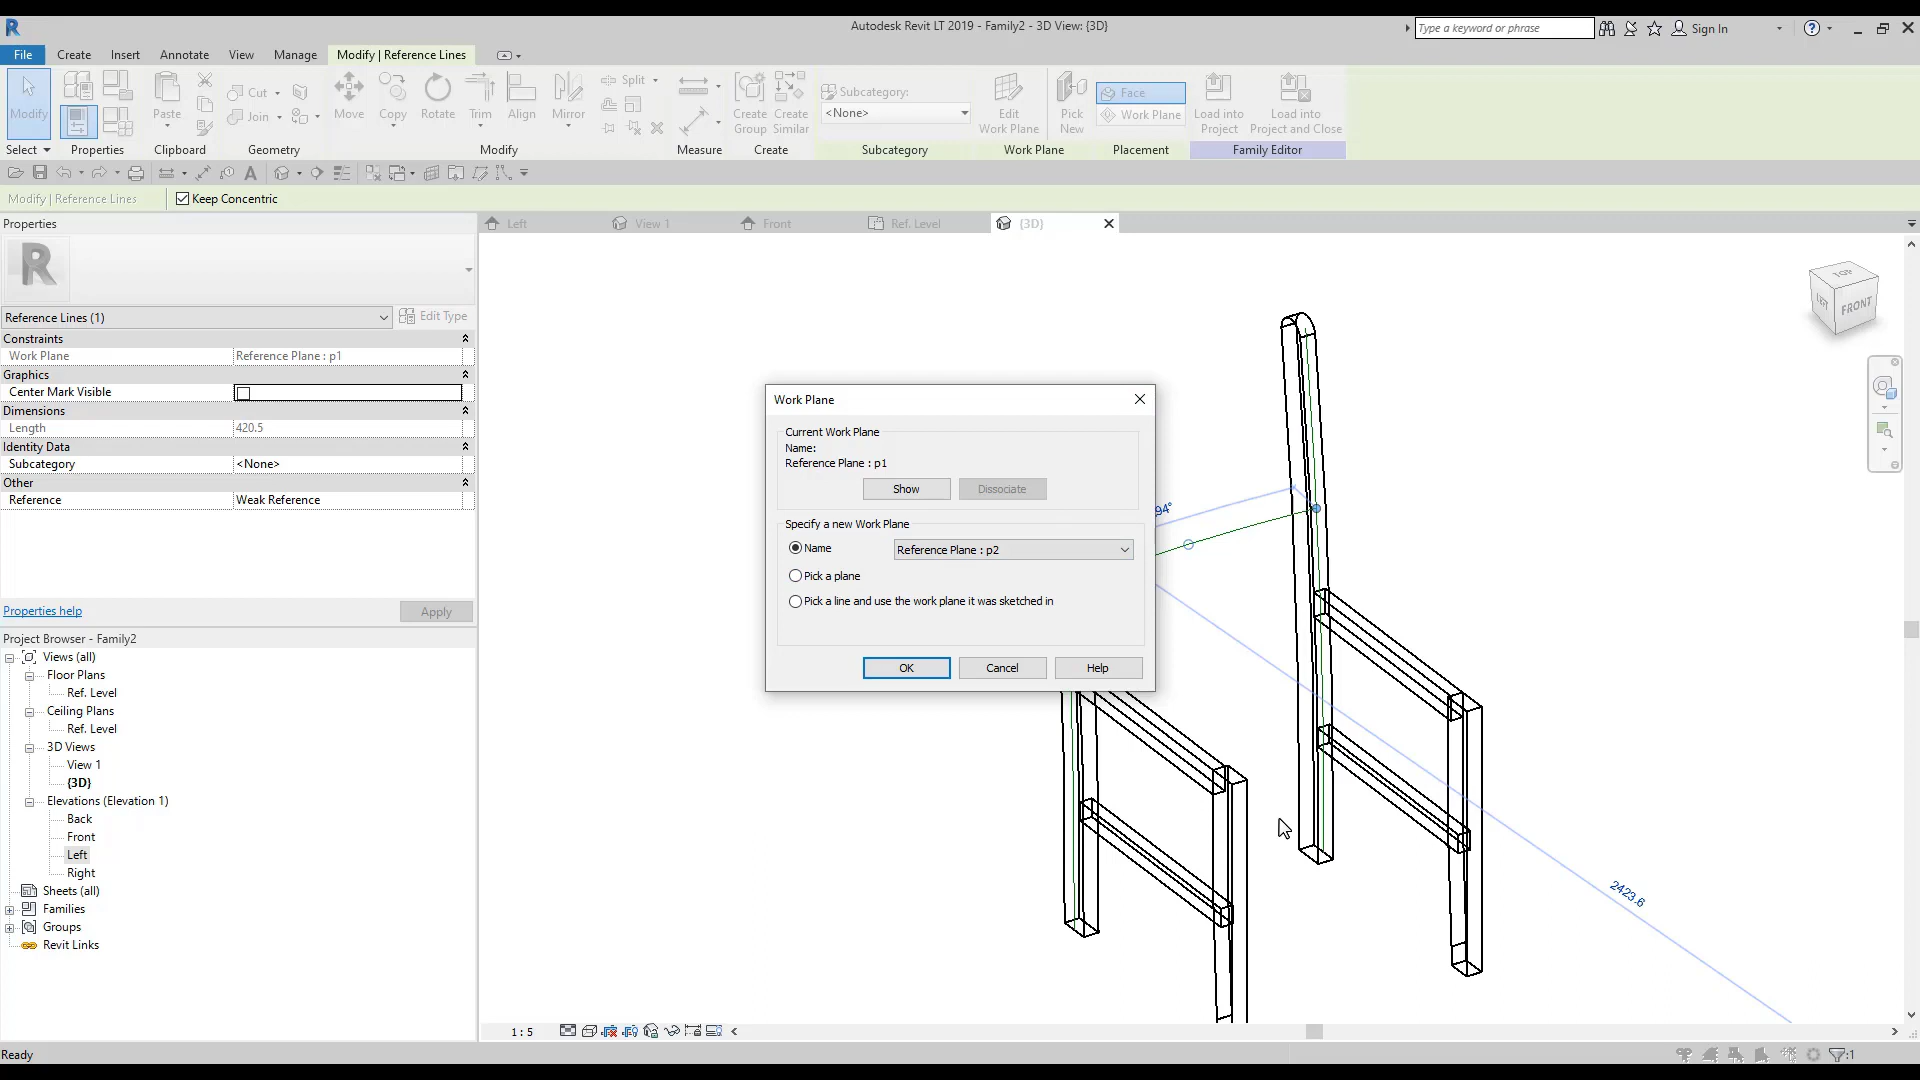 Autodesk Revit LT 2019 - Family2 - 3D View: {3D}
Type a keyword or phrase
Sign In
File
Create
Insert
Annotate
View
Manage
Modify | Reference Lines
Modify
Paste
Cut
Join
Move
Copy
Rotate
Trim
Align
Mirror
Split
Create Group
Create Similar
Subcategory:
<None>
Edit Work Plane
Pick New
Face
Work Plane
Load into Project
Load into Project and Close
Select
Properties
Clipboard
Geometry
Modify
Measure
Create
Subcategory
Work Plane
Placement
Family Editor
Modify | Reference Lines
Keep Concentric
Properties
Left
View 1
Front
Ref. Level
{3D}
Reference Lines (1)
Edit Type
Constraints
Work Plane
Reference Plane : p1
Graphics
Center Mark Visible
Dimensions
Length
420.5
Identity Data
Subcategory
<None>
Other
Reference
Weak Reference
Properties help
Apply
Project Browser - Family2
Views (all)
Floor Plans
Ref. Level
Ceiling Plans
Ref. Level
3D Views
View 1
{3D}
Elevations (Elevation 1)
Back
Front
Left
Right
Sheets (all)
Families
Groups
Revit Links
Work Plane
Current Work Plane
Name:
Reference Plane : p1
Show
Dissociate
Specify a new Work Plane
Name
Reference Plane : p2
Pick a plane
Pick a line and use the work plane it was sketched in
OK
Cancel
Help
94°
2423.6
TOP
LEFT
FRONT
1 : 5
Ready
:1